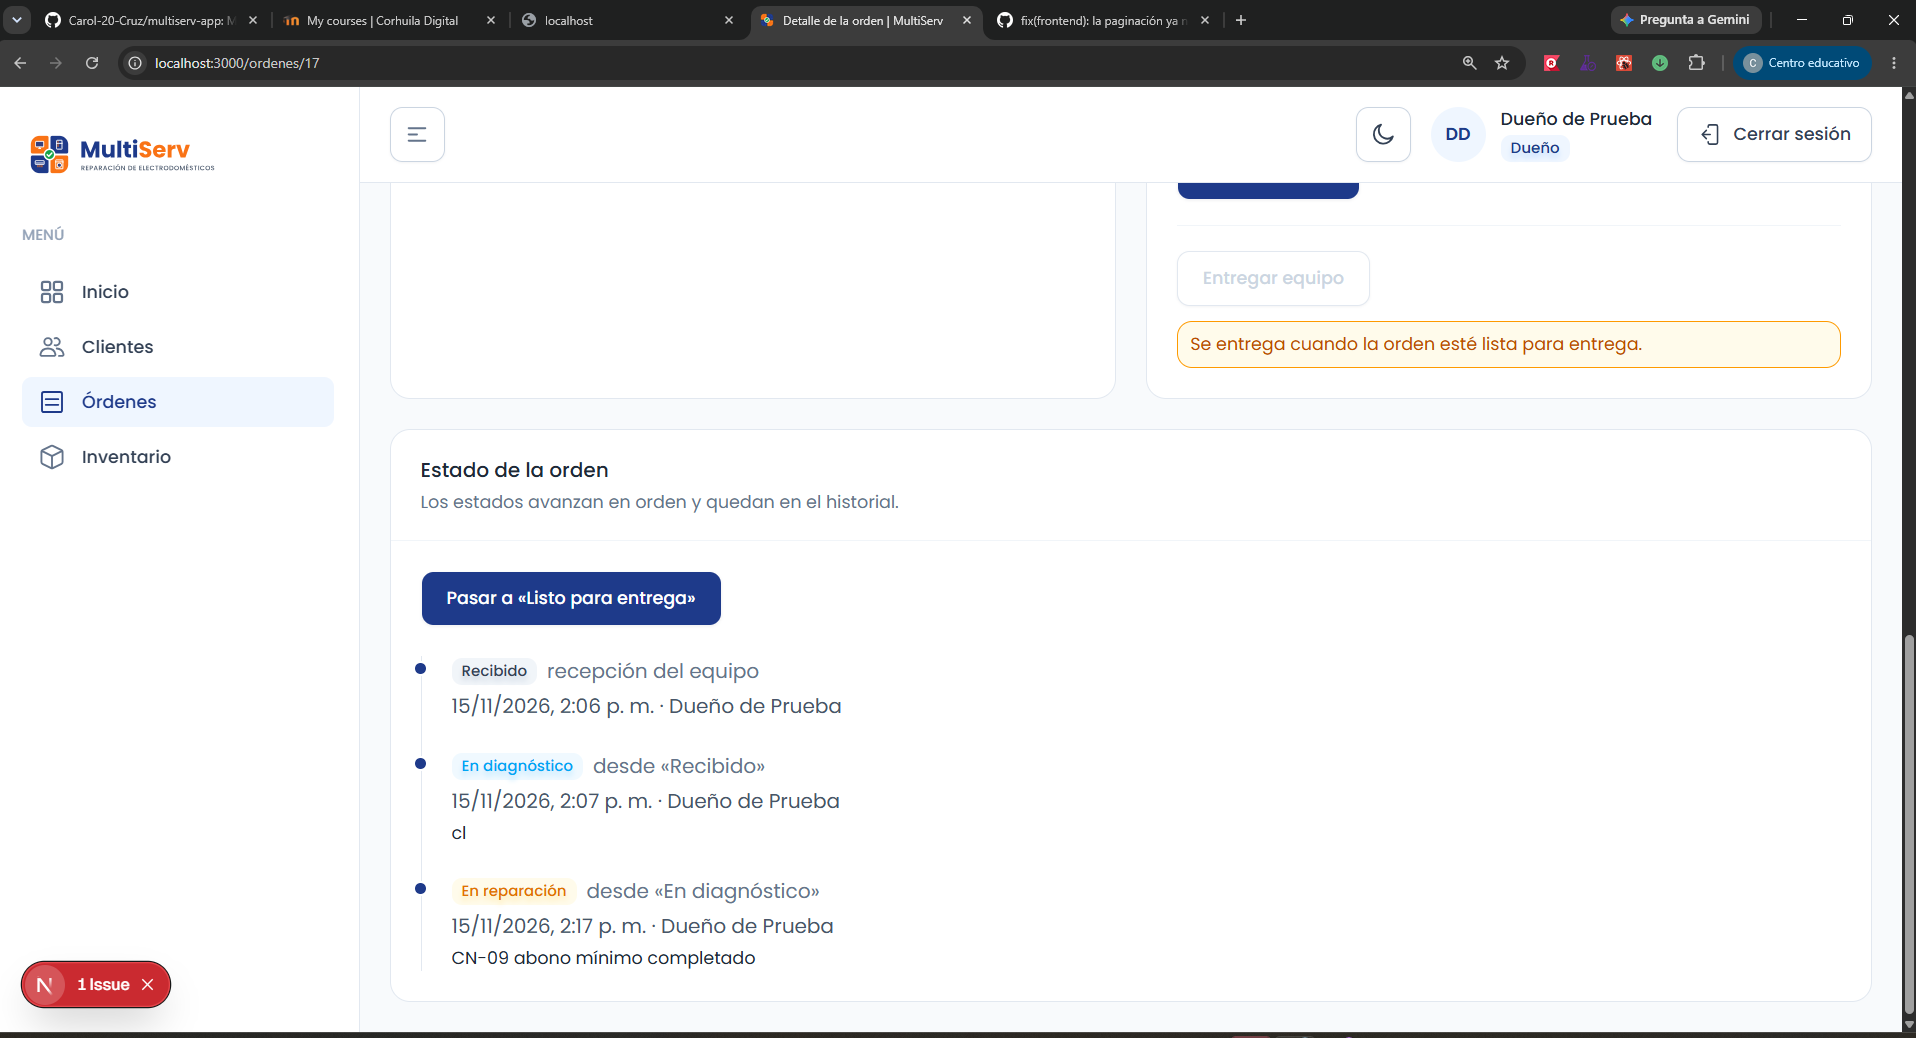 Carol-20-Cruz/multiserv-app: M
My courses | Corhuila Digital
localhost
Detalle de la orden | MultiServ
fix(frontend): la paginación ya n
Pregunta a Gemini
localhost:3000/ordenes/17
Centro educativo
MultiServ
REPARACIÓN DE ELECTRODOMÉSTICOS
MENÚ
Inicio
Clientes
Órdenes
Inventario
DD
Dueño de Prueba
Dueño
Cerrar sesión
Entregar equipo
Se entrega cuando la orden esté lista para entrega.
Estado de la orden
Los estados avanzan en orden y quedan en el historial.
Pasar a «Listo para entrega»
Recibido recepción del equipo
15/11/2026, 2:06 p. m. · Dueño de Prueba
En diagnóstico desde «Recibido»
15/11/2026, 2:07 p. m. · Dueño de Prueba
cl
En reparación desde «En diagnóstico»
15/11/2026, 2:17 p. m. · Dueño de Prueba
CN-09 abono mínimo completado
N 1 Issue